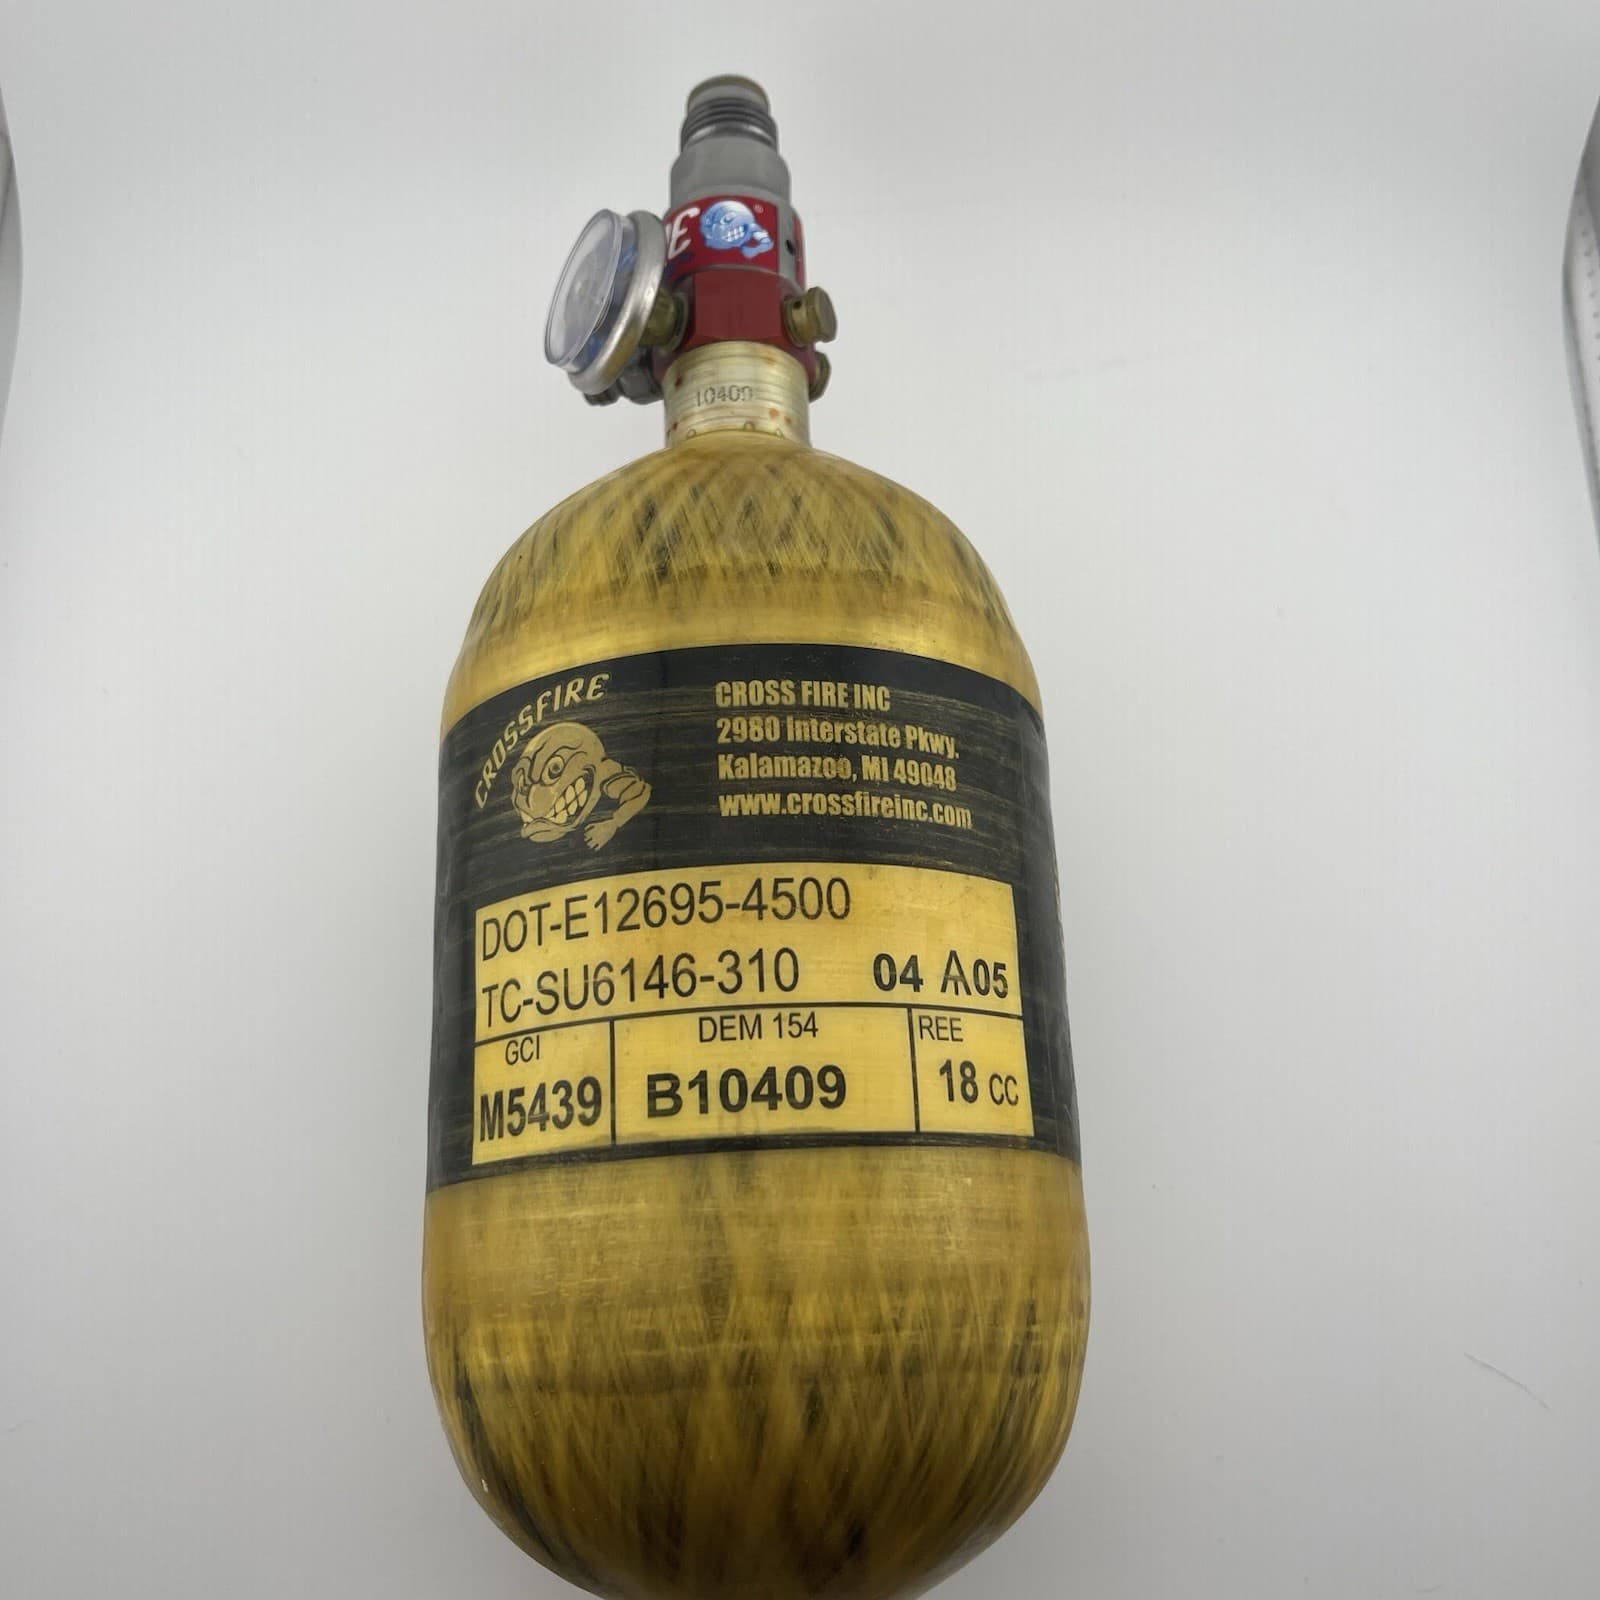 RE
®
10409
CROSSFIRE
CROSS FIRE INC
2980 Interstate Pkwy.
Kalamazoo, MI 49048
www.crossfireinc.com
DOT-E12695-4500
TC-SU6146-310 04 A05
GCI DEM 154 REE
M5439 B10409 18 CC